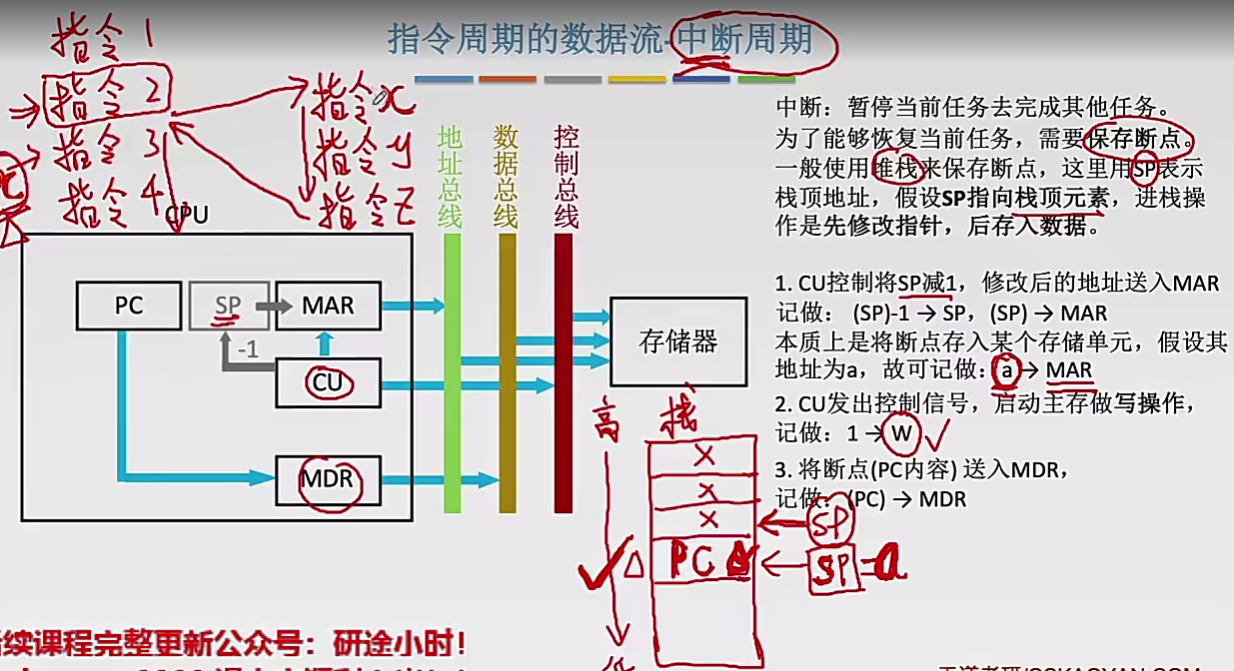 指令周期的数据流-中断周期
指令1
指令2
指令3
指令4
指令x
指令y
指令z
地址总线
数据总线
控制总线
CPU
PC
SP
MAR
-1
CU
MDR
存储器
中断：暂停当前任务去完成其他任务。
为了能够恢复当前任务，需要保存断点。
一般使用堆栈来保存断点，这里用SP表示
栈顶地址，假设SP指向栈顶元素，进栈操
作是先修改指针，后存入数据。
1. CU控制将SP减1，修改后的地址送入MAR
记做： (SP)-1 → SP，(SP) → MAR
本质上是将断点存入某个存储单元，假设其
地址为a，故可记做：a → MAR
2. CU发出控制信号，启动主存做写操作，
记做：1 → W
3. 将断点(PC内容) 送入MDR，
记做： (PC) → MDR
高
栈
×
×
×
SP
PC
SP=a
续课程完整更新公众号：研途小时！